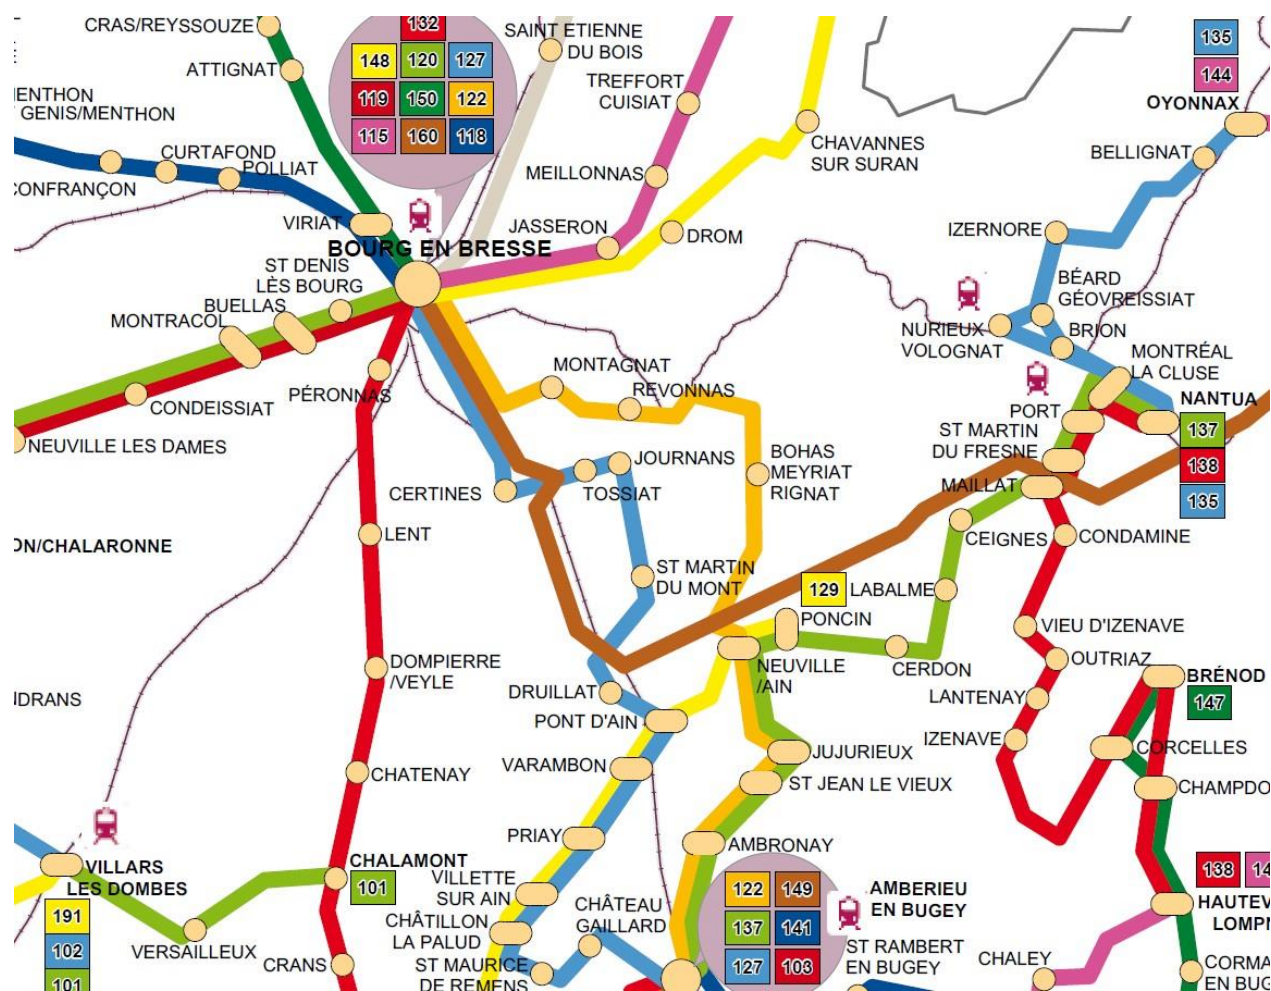 CRAS/REYSSOUZE
132
SAINT ETIENNE
DU BOIS
135
ATTIGNAT
148
120
127
TREFFORT
CUISIAT
144
OYONNAX
119
150
122
GENIS/MENTHON
115
160
118
CHAVANNES
SUR SURAN
BELLIGNAT
CURTAFOND
POLLIAT
MEILLONNAS
VIRIAT
JASSERON
DROM
IZERNORE
BOURG EN BRESSE
ST DENIS
LÈS BOURG
BÉARD
GÉOVREISSIAT
BUELLAS
MONTRACOL
NURIEUX
VOLOGNAT
BRION
MONTRÉAL
LA CLUSE
MONTAGNAT
PÉRONNAS
REVONNAS
NANTUA
CONDEISSIAT
PORT
137
ST MARTIN
DU FRESNE
NEUVILLE LES DAMES
BOHAS
MEYRIAT
RIGNAT
138
JOURNANS
CERTINES
TOSSIAT
MAILLAT
135
LENT
CEIGNES
CONDAMINE
ON/CHALARONNE
ST MARTIN
DU MONT
129
LABALME
PONCIN
VIEU D'IZENAVE
DOMPIERRE
/VEYLE
NEUVILLE
/AIN
CERDON
OUTRIAZ
BRÉNOD
147
DRUILLAT
LANTENAY
PONT D'AIN
IZENAVE
JUJURIEUX
CORCELLES
VARAMBON
CHATENAY
ST JEAN LE VIEUX
CHAMPDO
PRIAY
AMBRONAY
VILLARS
LES DOMBES
CHALAMONT
101
VILLETTE
SUR AIN
122
149
AMBERIEU
EN BUGEY
138
191
CHÂTILLON
LA PALUD
CHÂTEAU
GAILLARD
137
141
HAUTEV
LOMPN
102
VERSAILLEUX
CRANS
ST MAURICE
DE REMENS
127
103
ST RAMBERT
EN BUGEY
CHALEY
CORMA
EN BUG
101